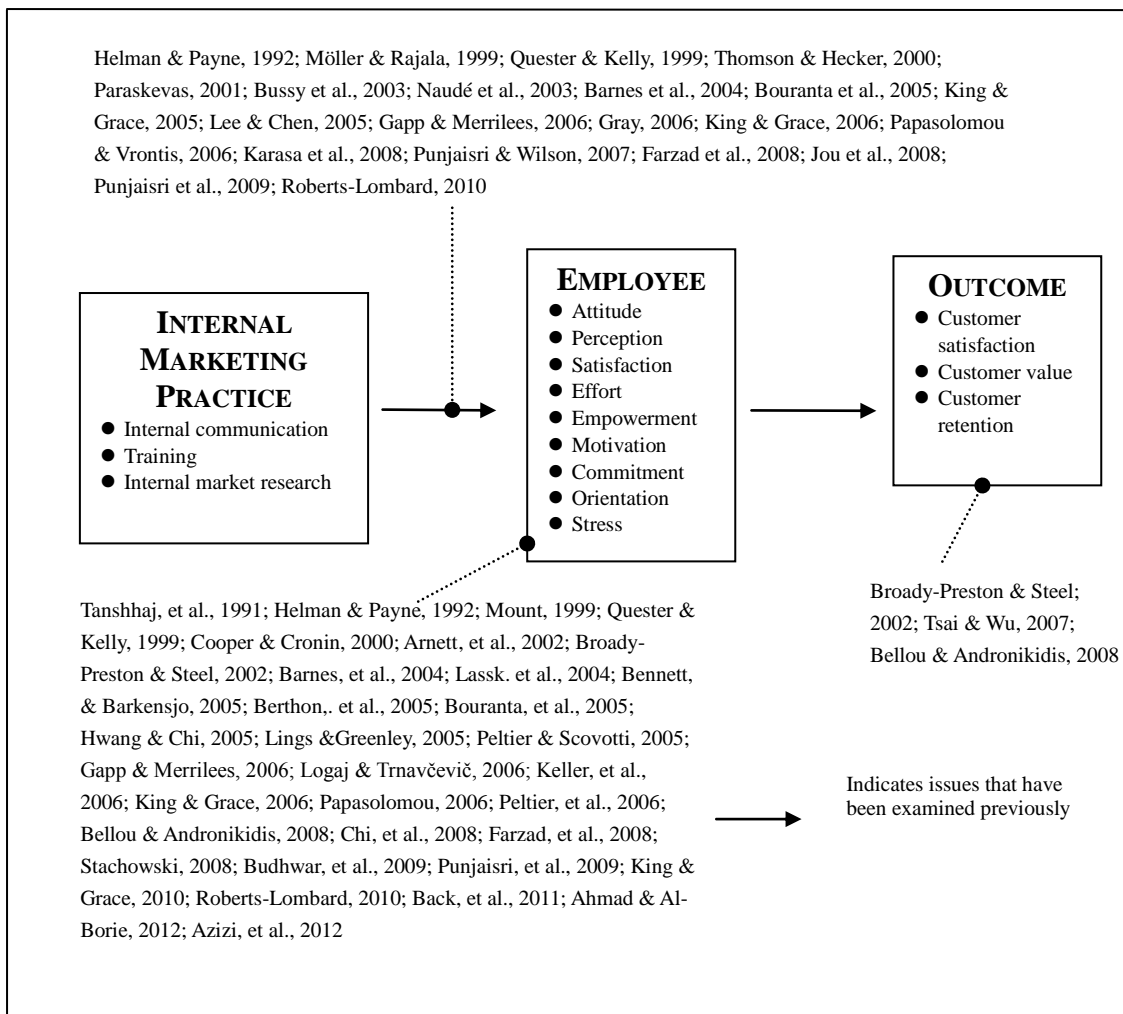 Helman & Payne, 1992; Möller & Rajala, 1999; Quester & Kelly, 1999; Thomson & Hecker, 2000;
Paraskevas, 2001; Bussy et al., 2003; Naudé et al., 2003; Barnes et al., 2004; Bouranta et al., 2005; King &
Grace, 2005; Lee & Chen, 2005; Gapp & Merrilees, 2006; Gray, 2006; King & Grace, 2006; Papasolomou
& Vrontis, 2006; Karasa et al., 2008; Punjaisri & Wilson, 2007; Farzad et al., 2008; Jou et al., 2008;
Punjaisri et al., 2009; Roberts-Lombard, 2010
INTERNAL
MARKETING
PRACTICE
● Internal communication
● Training
● Internal market research
EMPLOYEE
● Attitude
● Perception
● Satisfaction
● Effort
● Empowerment
● Motivation
● Commitment
● Orientation
● Stress
OUTCOME
● Customer
satisfaction
● Customer value
● Customer
retention
Tanshhaj, et al., 1991; Helman & Payne, 1992; Mount, 1999; Quester &
Kelly, 1999; Cooper & Cronin, 2000; Arnett, et al., 2002; Broady-
Preston & Steel, 2002; Barnes, et al., 2004; Lassk. et al., 2004; Bennett,
& Barkensjo, 2005; Berthon,. et al., 2005; Bouranta, et al., 2005;
Hwang & Chi, 2005; Lings &Greenley, 2005; Peltier & Scovotti, 2005;
Gapp & Merrilees, 2006; Logaj & Trnavčevič, 2006; Keller, et al.,
2006; King & Grace, 2006; Papasolomou, 2006; Peltier, et al., 2006;
Bellou & Andronikidis, 2008; Chi, et al., 2008; Farzad, et al., 2008;
Stachowski, 2008; Budhwar, et al., 2009; Punjaisri, et al., 2009; King &
Grace, 2010; Roberts-Lombard, 2010; Back, et al., 2011; Ahmad & Al-
Borie, 2012; Azizi, et al., 2012
Broady-Preston & Steel;
2002; Tsai & Wu, 2007;
Bellou & Andronikidis, 2008
Indicates issues that have
been examined previously